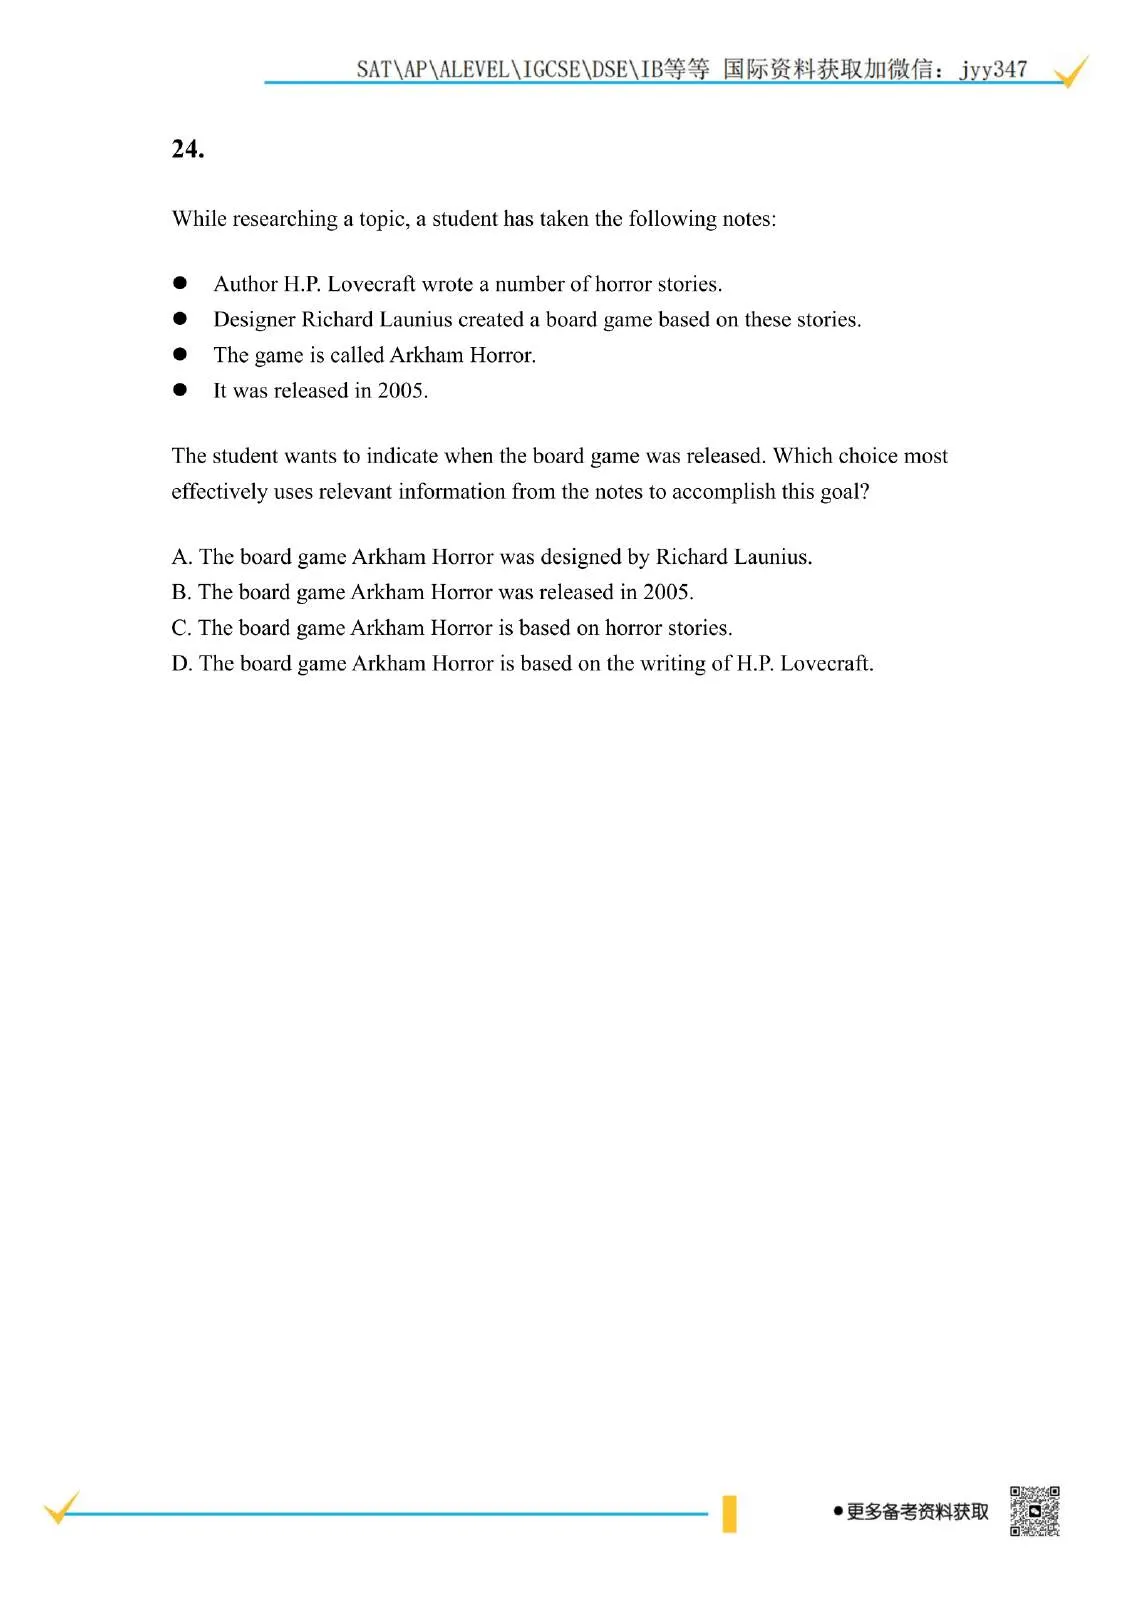 SAT\AP\ALEVEL\IGCSE\DSE\IB等等 国际资料获取加微信：jyy347
24.
While researching a topic, a student has taken the following notes:
● Author H.P. Lovecraft wrote a number of horror stories.
● Designer Richard Launius created a board game based on these stories.
● The game is called Arkham Horror.
● It was released in 2005.
The student wants to indicate when the board game was released. Which choice most
effectively uses relevant information from the notes to accomplish this goal?
A. The board game Arkham Horror was designed by Richard Launius.
B. The board game Arkham Horror was released in 2005.
C. The board game Arkham Horror is based on horror stories.
D. The board game Arkham Horror is based on the writing of H.P. Lovecraft.
●更多备考资料获取